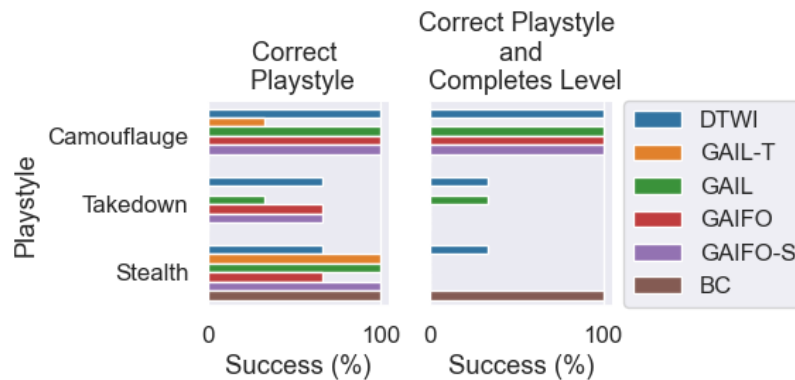 Correct
Playstyle
Correct Playstyle
and
Completes Level
Playstyle
Camouflauge
Takedown
Stealth
0
100
Success (%)
0
100
Success (%)
DTWI
GAIL-T
GAIL
GAIFO
GAIFO-S
BC